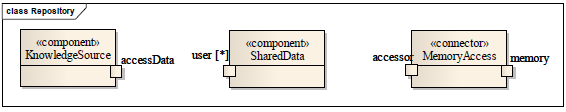 class Repository
«component»
KnowledgeSource
accessData
user [*]
«component»
SharedData
accessor
«connector»
MemoryAccess
memory